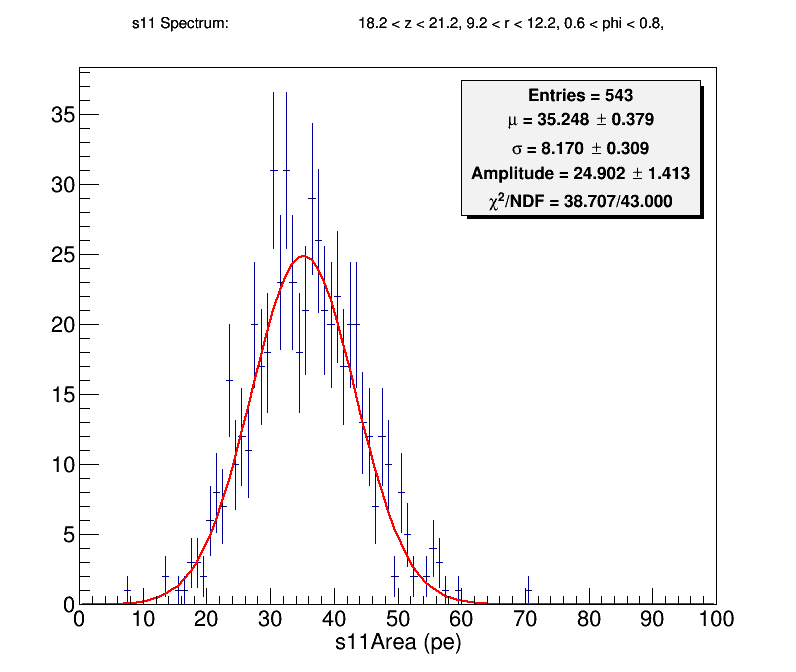 s11 Spectrum: 18.2 < z < 21.2, 9.2 < r < 12.2, 0.6 < phi < 0.8,
Entries = 543
μ = 35.248 ± 0.379
σ = 8.170 ± 0.309
Amplitude = 24.902 ± 1.413
χ²/NDF = 38.707/43.000
35
30
25
20
15
10
5
0
0 10 20 30 40 50 60 70 80 90 100
s11Area (pe)